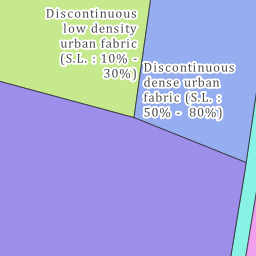 Discontinuous
low density
urban fabric
(S.L. : 10% -
30%)
Discontinuous
dense urban
fabric (S.L. :
50% -  80%)